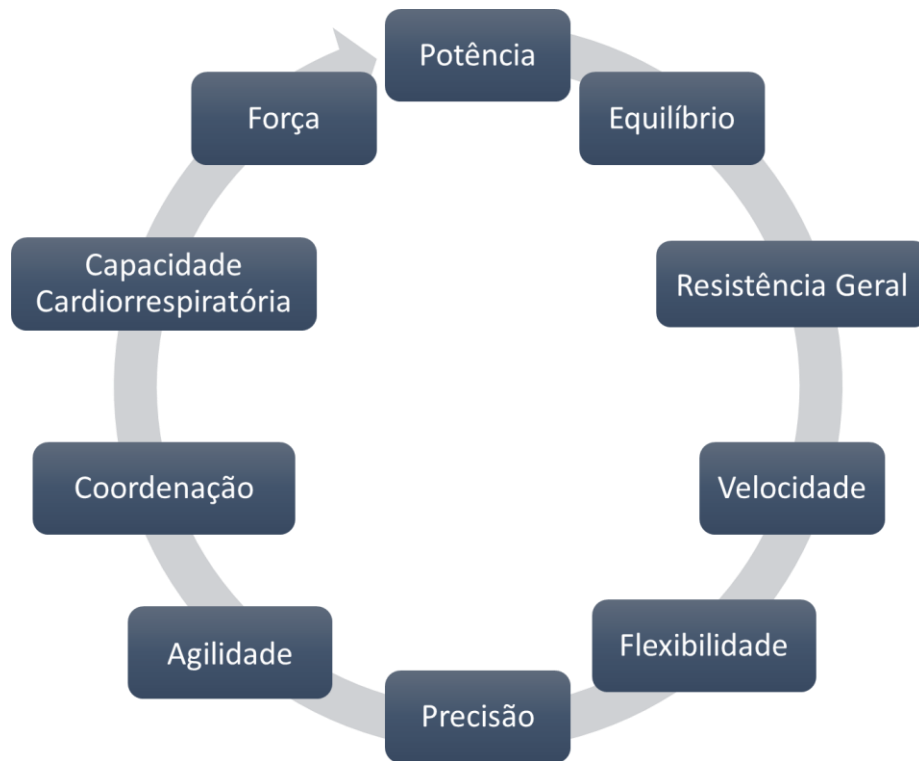 Potência
Equilíbrio
Resistência Geral
Velocidade
Flexibilidade
Precisão
Agilidade
Coordenação
Capacidade
Cardiorrespiratória
Força